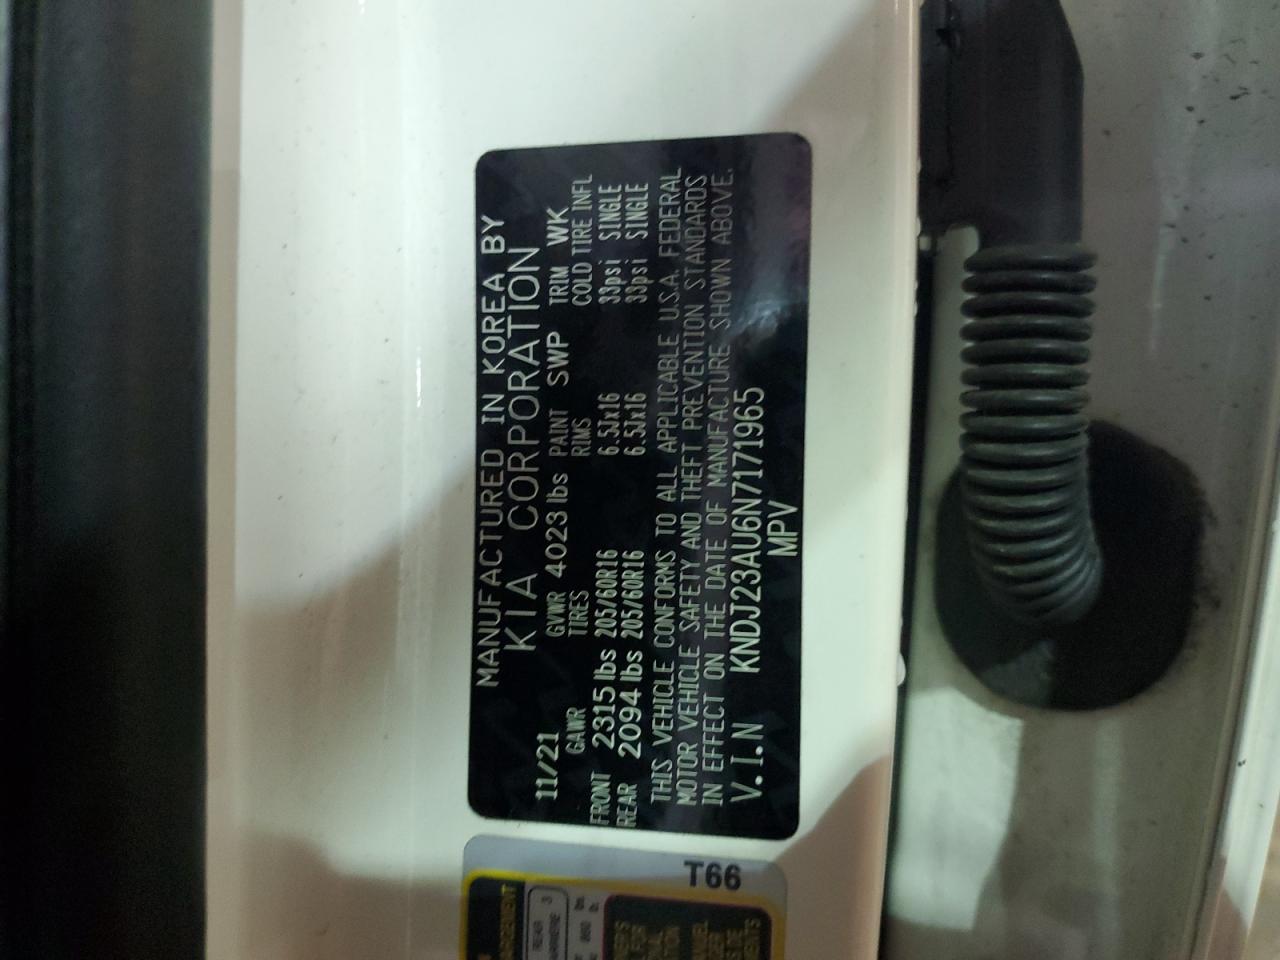 MANUFACTURED IN KOREA BY
KIA CORPORATION
11/21 GVWR 4023 lbs PAINT SWP TRIM WK
GAWR TIRES RIMS COLD TIRE INFL
FRONT 2315 lbs 205/60R16 6.5Jx16 33psi SINGLE
REAR 2094 lbs 205/60R16 6.5Jx16 33psi SINGLE
THIS VEHICLE CONFORMS TO ALL APPLICABLE U.S.A. FEDERAL
MOTOR VEHICLE SAFETY AND THEFT PREVENTION STANDARDS
IN EFFECT ON THE DATE OF MANUFACTURE SHOWN ABOVE.
V.I.N KNDJ23AU6N7171965
MPV
T66
REAR
3